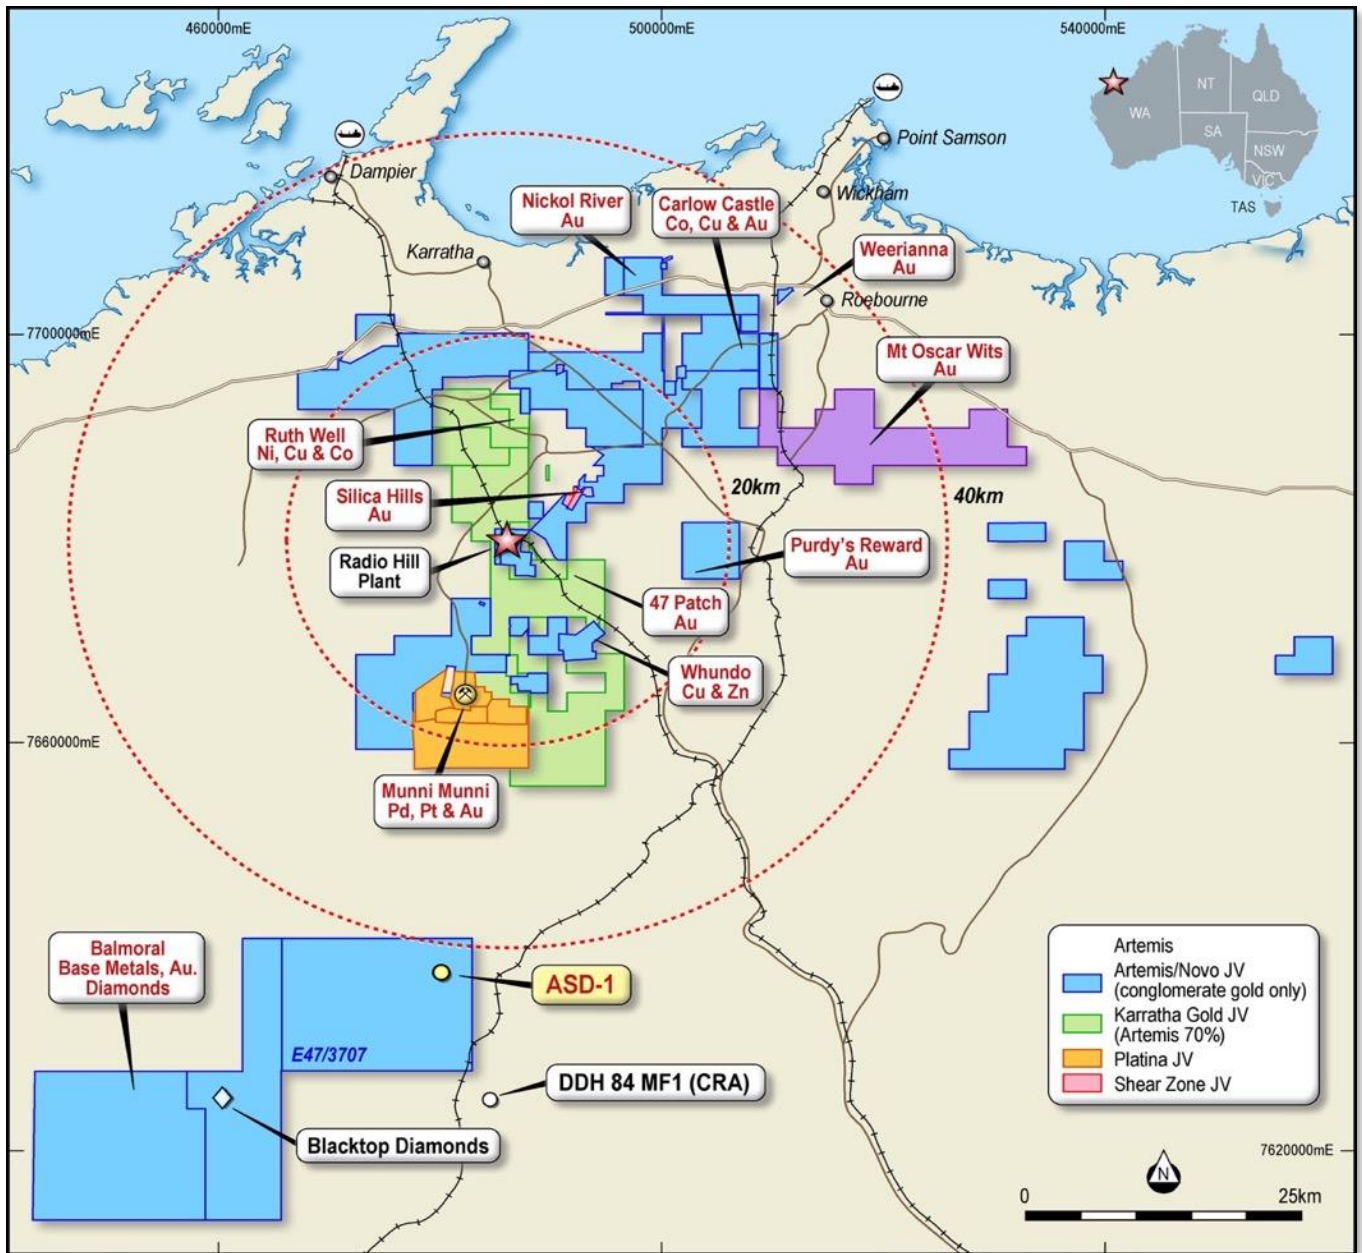 460000mE
500000mE
540000mE
NT
WA
QLD
SA
NSW
VIC
TAS
Point Samson
Dampier
Wickham
Nickol River
Au
Carlow Castle
Co, Cu & Au
Karratha
Weerianna
Au
Roebourne
7700000mE
Mt Oscar Wits
Au
Ruth Well
Ni, Cu & Co
20km
40km
Silica Hills
Au
Radio Hill
Plant
Purdy's Reward
Au
47 Patch
Au
Whundo
Cu & Zn
7660000mE
Munni Munni
Pd, Pt & Au
Balmoral
Base Metals, Au.
Diamonds
ASD-1
E47/3707
DDH 84 MF1 (CRA)
Blacktop Diamonds
Artemis
Artemis/Novo JV
(conglomerate gold only)
Karratha Gold JV
(Artemis 70%)
Platina JV
Shear Zone JV
7620000mE
N
0
25km